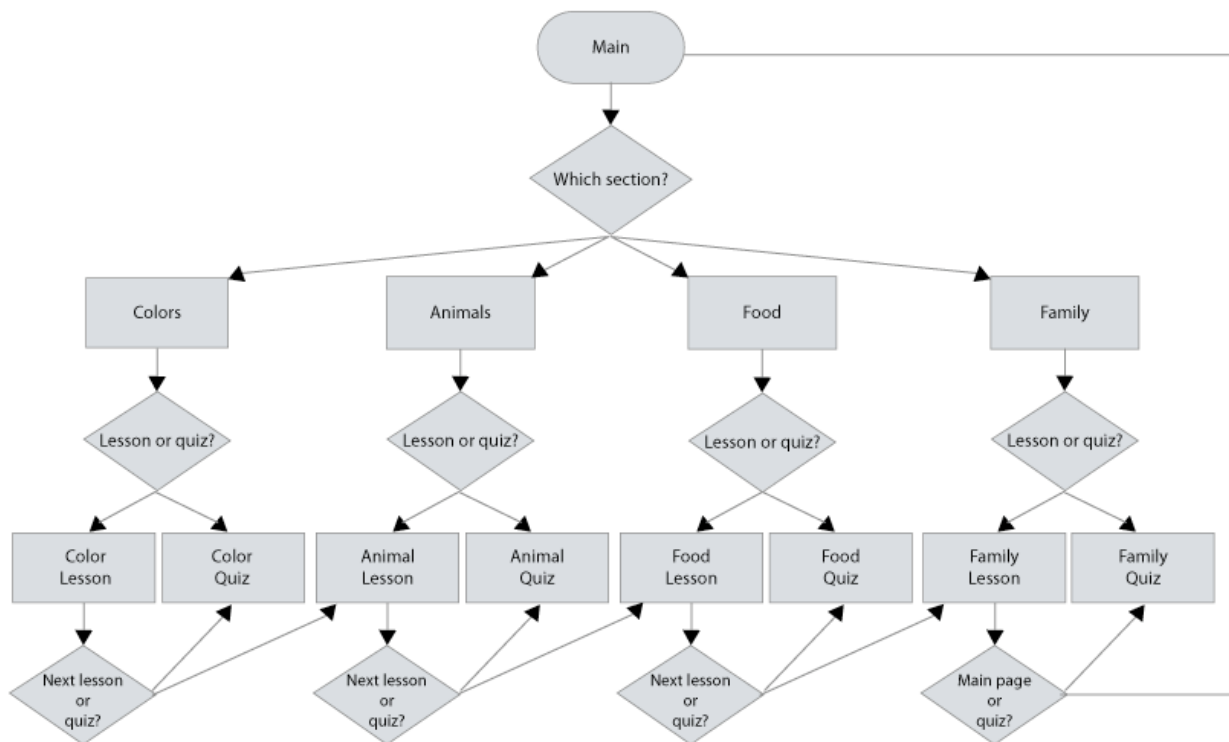 Main
Which section?
Colors
Animals
Food
Family
Lesson or quiz?
Lesson or quiz?
Lesson or quiz?
Lesson or quiz?
Color
Lesson
Color
Quiz
Animal
Lesson
Animal
Quiz
Food
Lesson
Food
Quiz
Family
Lesson
Family
Quiz
Next lesson
or
quiz?
Next lesson
or
quiz?
Next lesson
or
quiz?
Main page
or
quiz?